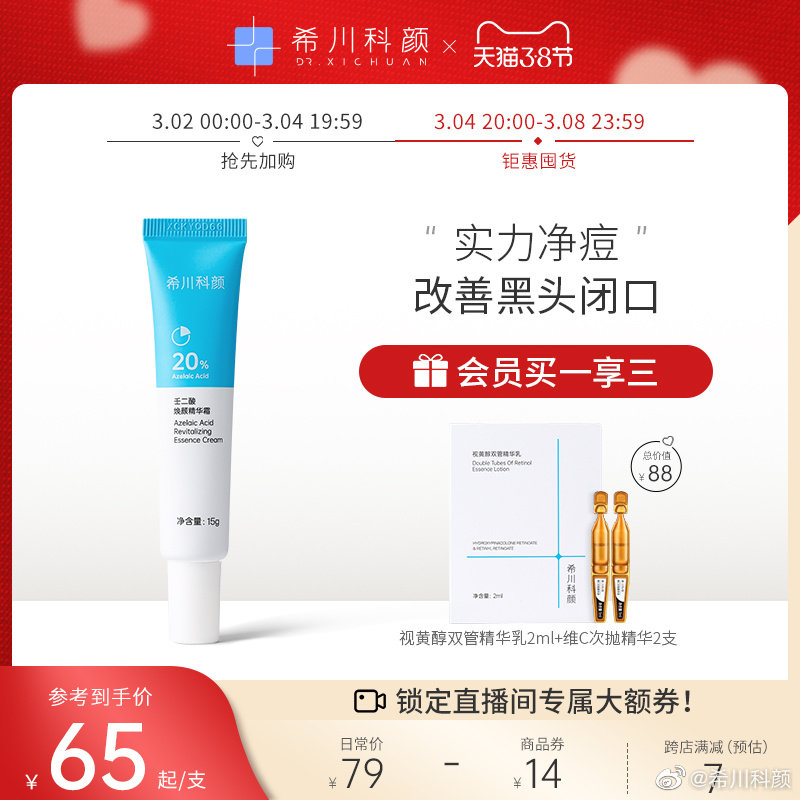 希川科颜
DR.XICHUAN
×
天猫3.8节
3.02 00:00-3.04 19:59
3.04 20:00-3.08 23:59
抢先加购
钜惠囤货
XCKYOD66
希川科颜
20%
Azelaic Acid
壬二酸
焕颜精华霜
Azelaic Acid
Revitalizing
Essence Cream
净含量：15g
"实力净痘"
改善黑头闭口
会员买一享三
视黄醇双管精华乳
Double Tubes Of Retinol
Essence Lotion
HYDROXYPINACOLONE RETINOATE
& RETINYL RETINOATE
希川科颜
净含量：2ml
总价值
¥88
视黄醇双管精华乳2ml+维C次抛精华2支
参考到手价
¥65起/支
锁定直播间专属大额券！
日常价
¥79
-
商品券
¥14
跨店满减（预估）
7
@希川科颜